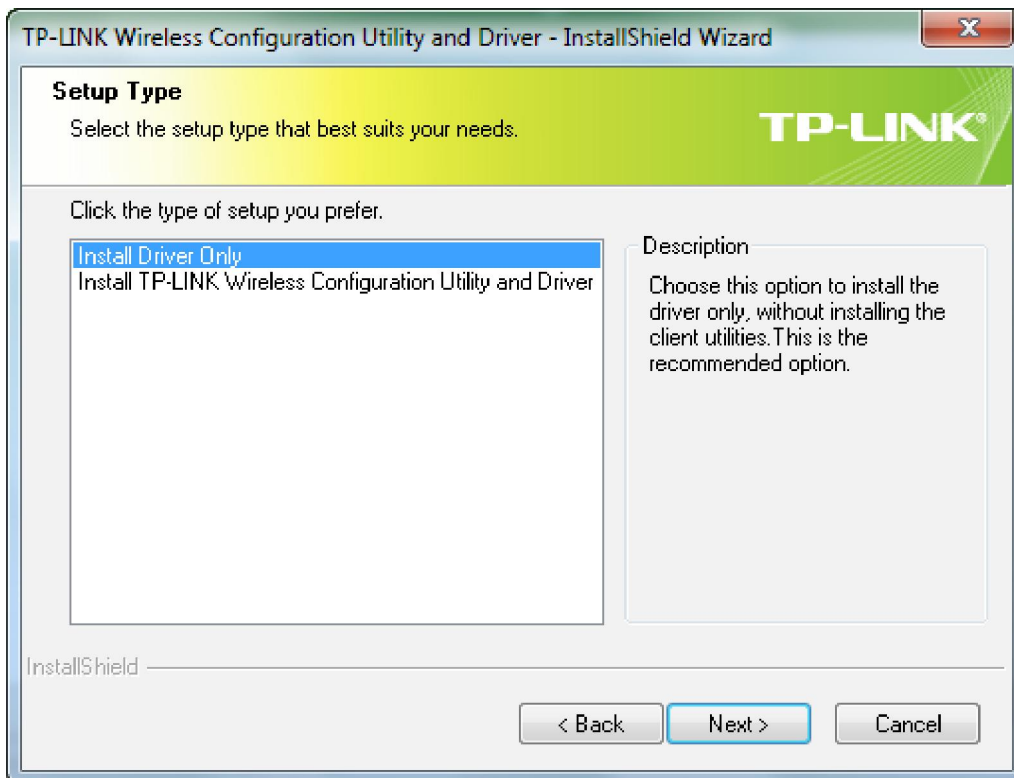 TP-LINK Wireless Configuration Utility and Driver - InstallShield Wizard
X
Setup Type
Select the setup type that best suits your needs.
TP-LINK®
Click the type of setup you prefer.
Install Driver Only
Install TP-LINK Wireless Configuration Utility and Driver
Description
Choose this option to install the
driver only, without installing the
client utilities.This is the
recommended option.
InstallShield
< Back
Next >
Cancel